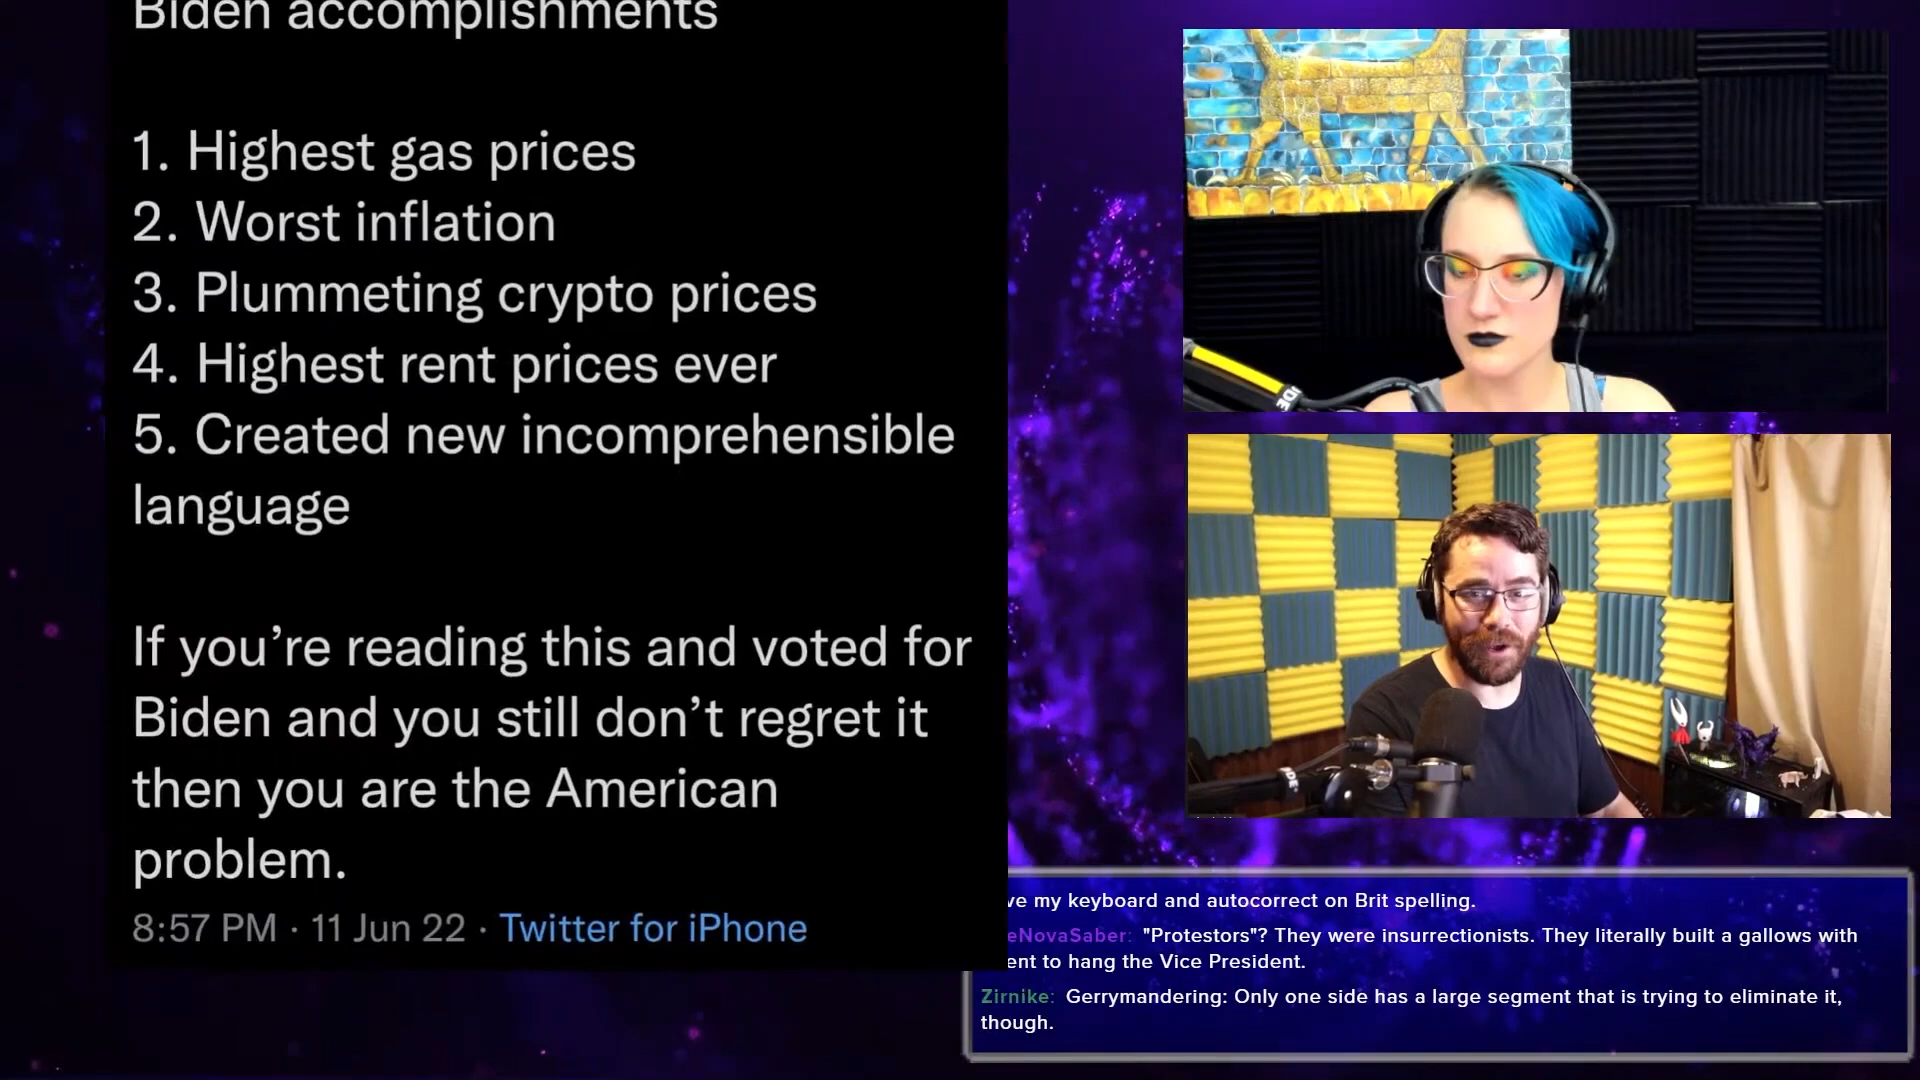 Biden accomplishments
1. Highest gas prices
2. Worst inflation
3. Plummeting crypto prices
4. Highest rent prices ever
5. Created new incomprehensible
language
If you’re reading this and voted for
Biden and you still don’t regret it
then you are the American
problem.
8:57 PM · 11 Jun 22 · Twitter for iPhone
my keyboard and autocorrect on Brit spelling.
eNovaSaber: "Protestors"? They were insurrectionists. They literally built a gallows with
to hang the Vice President.
Zirnike: Gerrymandering: Only one side has a large segment that is trying to eliminate it,
though.